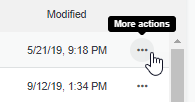 More actions
Modified
5/21/19, 9:18 PM •••
9/12/19, 1:34 PM •••